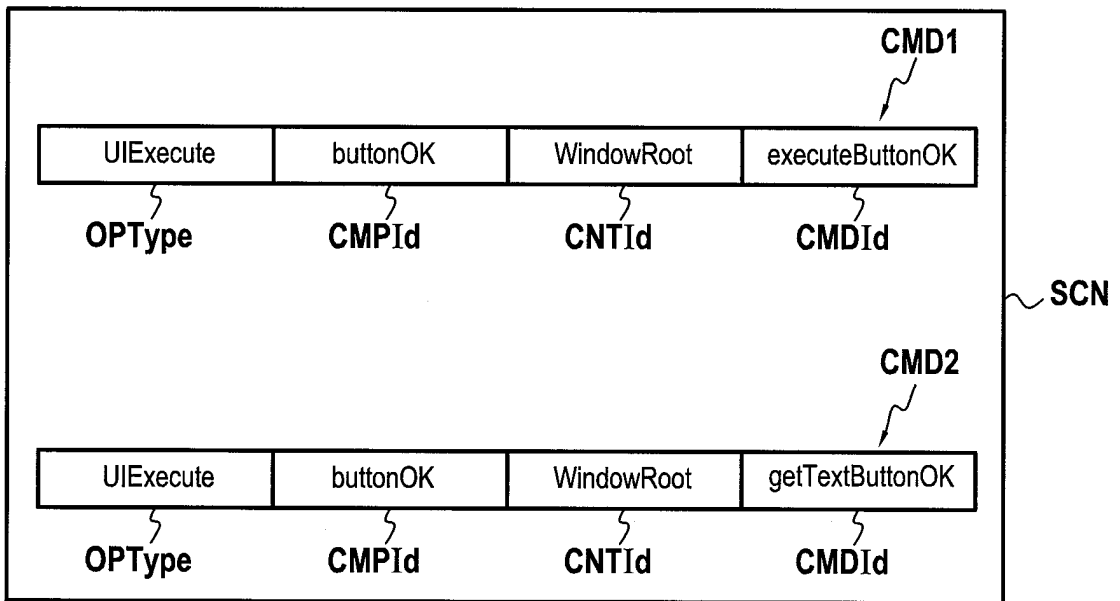 CMD1
UIExecute buttonOK WindowRoot executeButtonOK
OPType CMPId CNTId CMDId
SCN
CMD2
UIExecute buttonOK WindowRoot getTextButtonOK
OPType CMPId CNTId CMDId